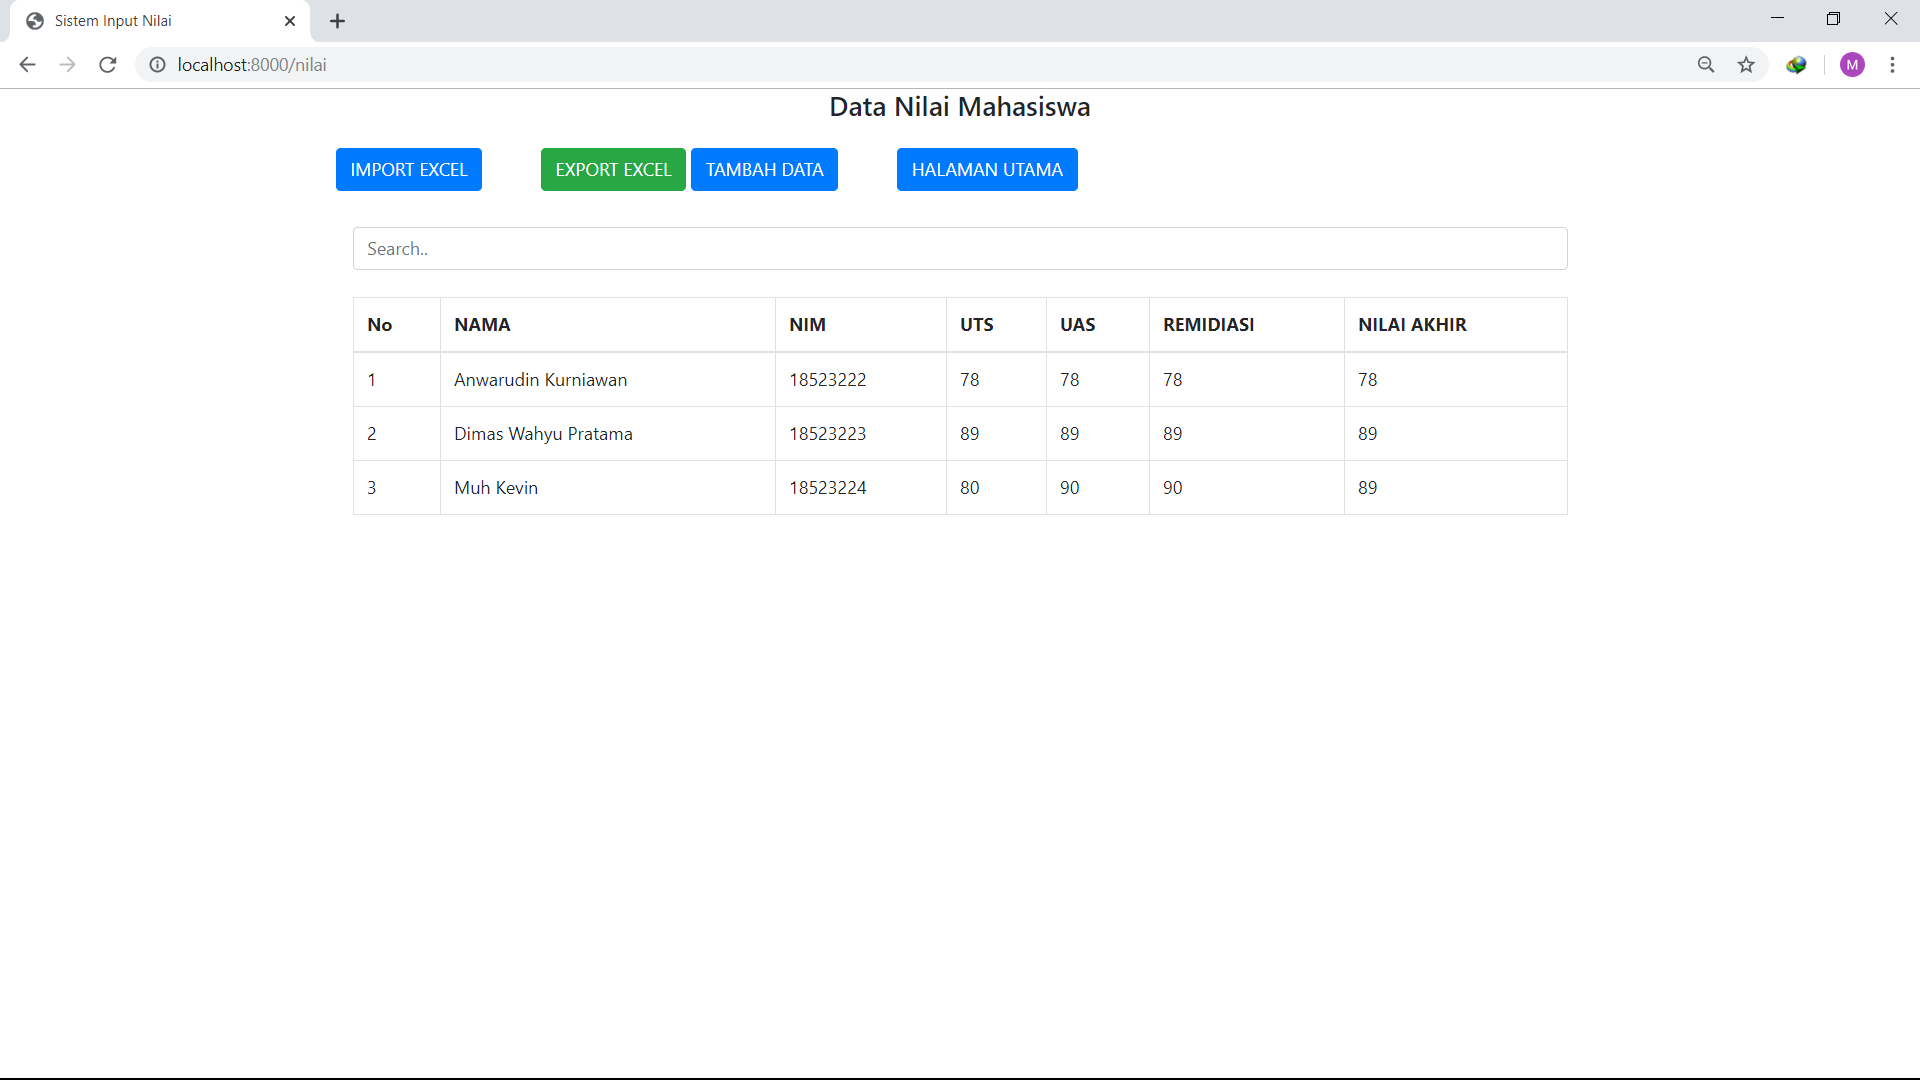 Sistem Input Nilai
localhost:8000/nilai
M
Data Nilai Mahasiswa
IMPORT EXCEL EXPORT EXCEL TAMBAH DATA HALAMAN UTAMA
Search..
No NAMA NIM UTS UAS REMIDIASI NILAI AKHIR
1 Anwarudin Kurniawan 18523222 78 78 78 78
2 Dimas Wahyu Pratama 18523223 89 89 89 89
3 Muh Kevin 18523224 80 90 90 89